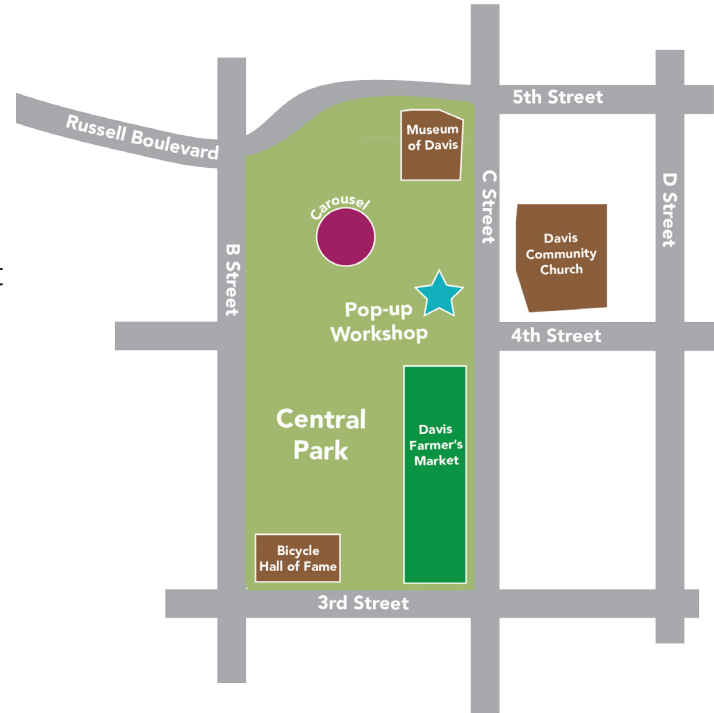 5th Street
Russell Boulevard
Museum
of Davis
C Street
D Street
Carousel
Davis
Community
Church
B Street
t
Pop-up
Workshop
4th Street
Central
Park
Davis
Farmer's
Market
Bicycle
Hall of Fame
3rd Street